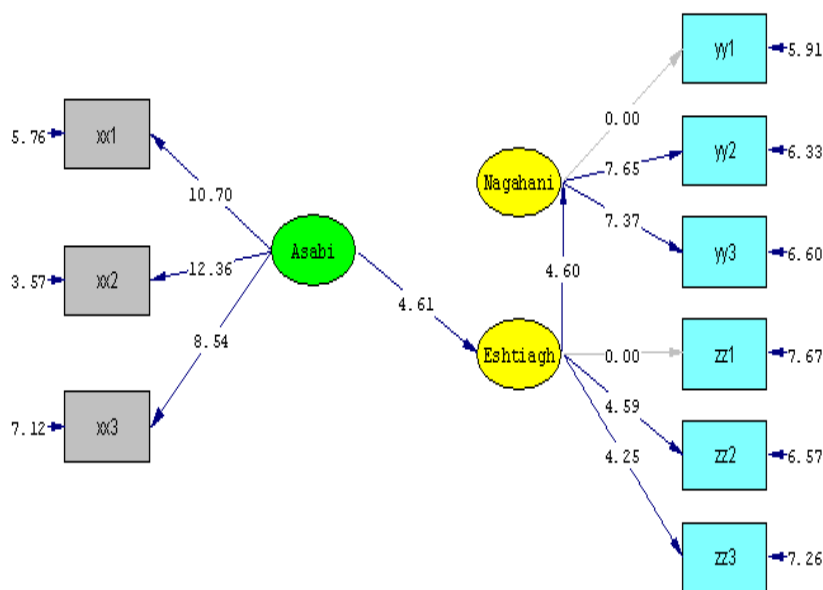 yy1
5.91
xx1
5.76
0.00
yy2
6.33
Nagahani
7.65
10.70
7.37
yy3
6.60
Asabi
xx2
3.57
12.36
4.60
4.61
8.54
Eshtiagh
0.00
zz1
7.67
4.59
xx3
7.12
4.25
zz2
6.57
zz3
7.26